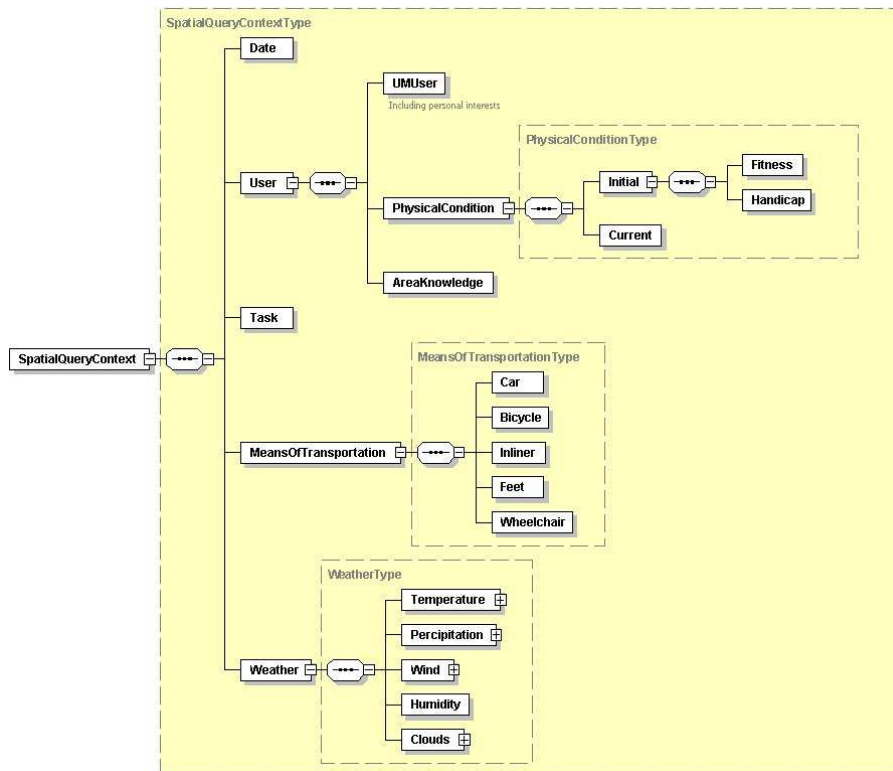 SpatialQueryContextType
Date
UMUser
Including personal interests
PhysicalConditionType
Initial
Fitness
Handicap
User
PhysicalCondition
Current
AreaKnowledge
Task
SpatialQueryContext
MeansOfTransportationType
Car
Bicycle
MeansOfTransportation
Inliner
Feet
Wheelchair
WeatherType
Temperature
Percipitation
Weather
Wind
Humidity
Clouds